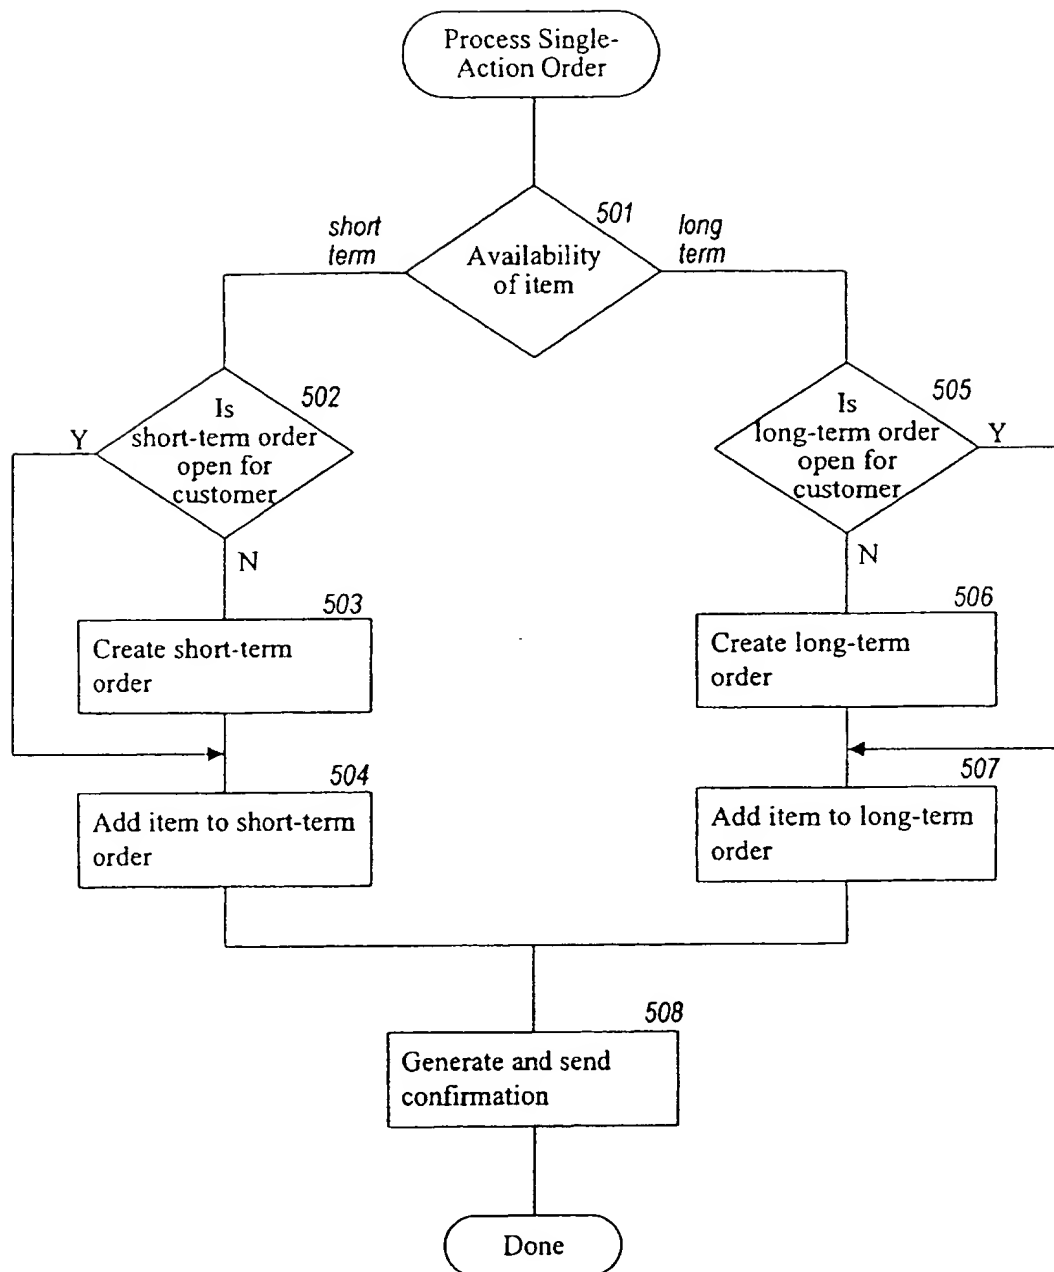 Process Single-
Action Order
501
short
term
long
term
Availability
of item
502
Is
short-term order
open for
customer
Y
N
505
Is
long-term order
open for
customer
Y
N
503
Create short-term
order
506
Create long-term
order
504
Add item to short-term
order
507
Add item to long-term
order
508
Generate and send
confirmation
Done